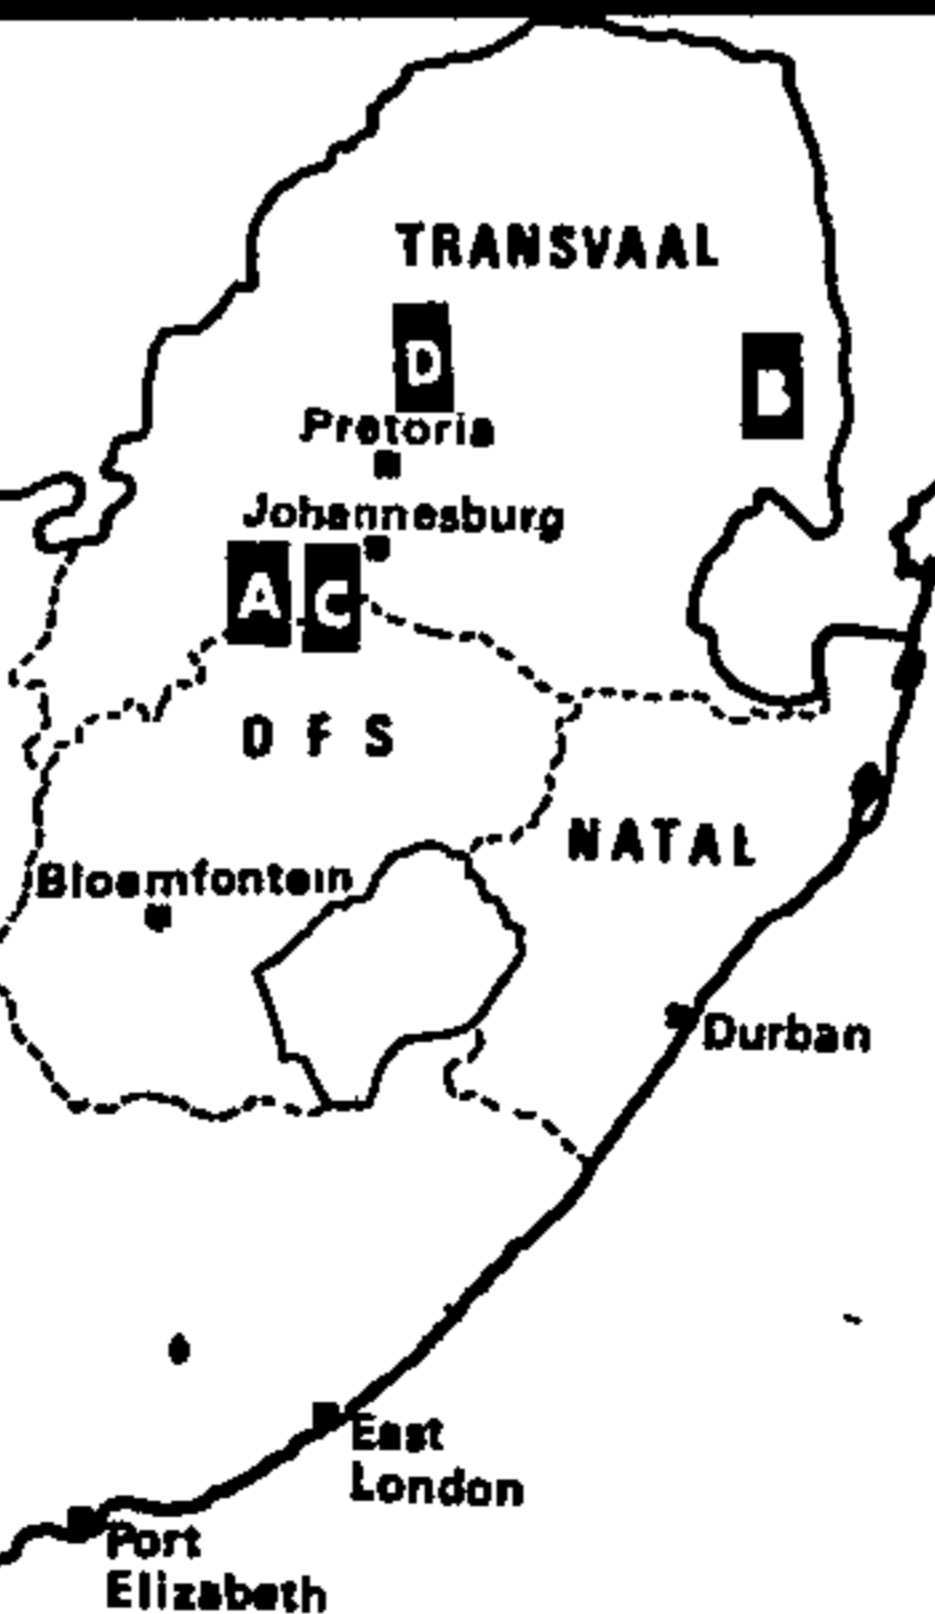 TRANSVAAL
D
B
Pretoria
Johannesburg
A
C
O F S
NATAL
Bloemfontein
Durban
East
London
Port
Elizabeth